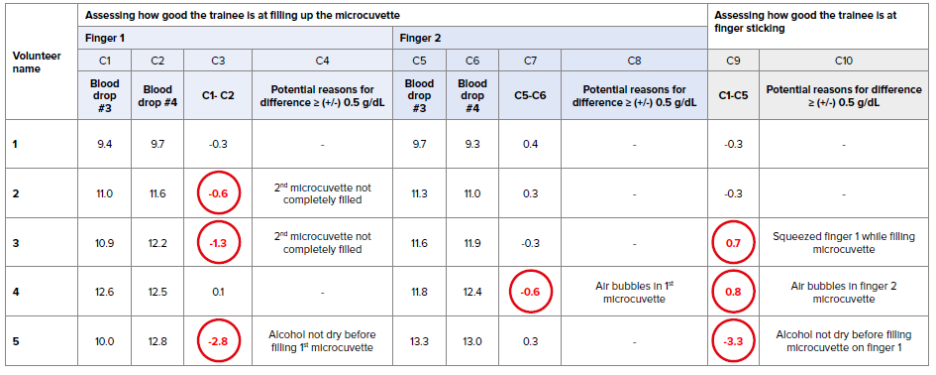 Assessing how good the trainee is at filling up the microcuvette
Assessing how good the trainee is at
finger sticking
Volunteer
name
Finger 1
Finger 2
C1 C2 C3 C4 C5 C6 C7 C8 C9 C10
Blood
drop
#3
Blood
drop #4
C1- C2
Potential reasons for
difference ≥ (+/-) 0.5 g/dL
Blood
drop
#3
Blood
drop
#4
C5-C6
Potential reasons for
difference ≥ (+/-) 0.5 g/dL
C1-C5
Potential reasons for difference
≥ (+/-) 0.5 g/dL
1 9.4 9.7 -0.3 - 9.7 9.3 0.4 - -0.3 -
2 11.0 11.6 -0.6
2nd microcuvette not
completely filled
11.3 11.0 0.3 - -0.3 -
3 10.9 12.2 -1.3
2nd microcuvette not
completely filled
11.6 11.9 -0.3 - 0.7
Squeezed finger 1 while filling
microcuvette
4 12.6 12.5 0.1 - 11.8 12.4 -0.6
Air bubbles in 1st
microcuvette
0.8
Air bubbles in finger 2
microcuvette
5 10.0 12.8 -2.8
Alcohol not dry before
filling 1st microcuvette
13.3 13.0 0.3 - -3.3
Alcohol not dry before filling
microcuvette on finger 1